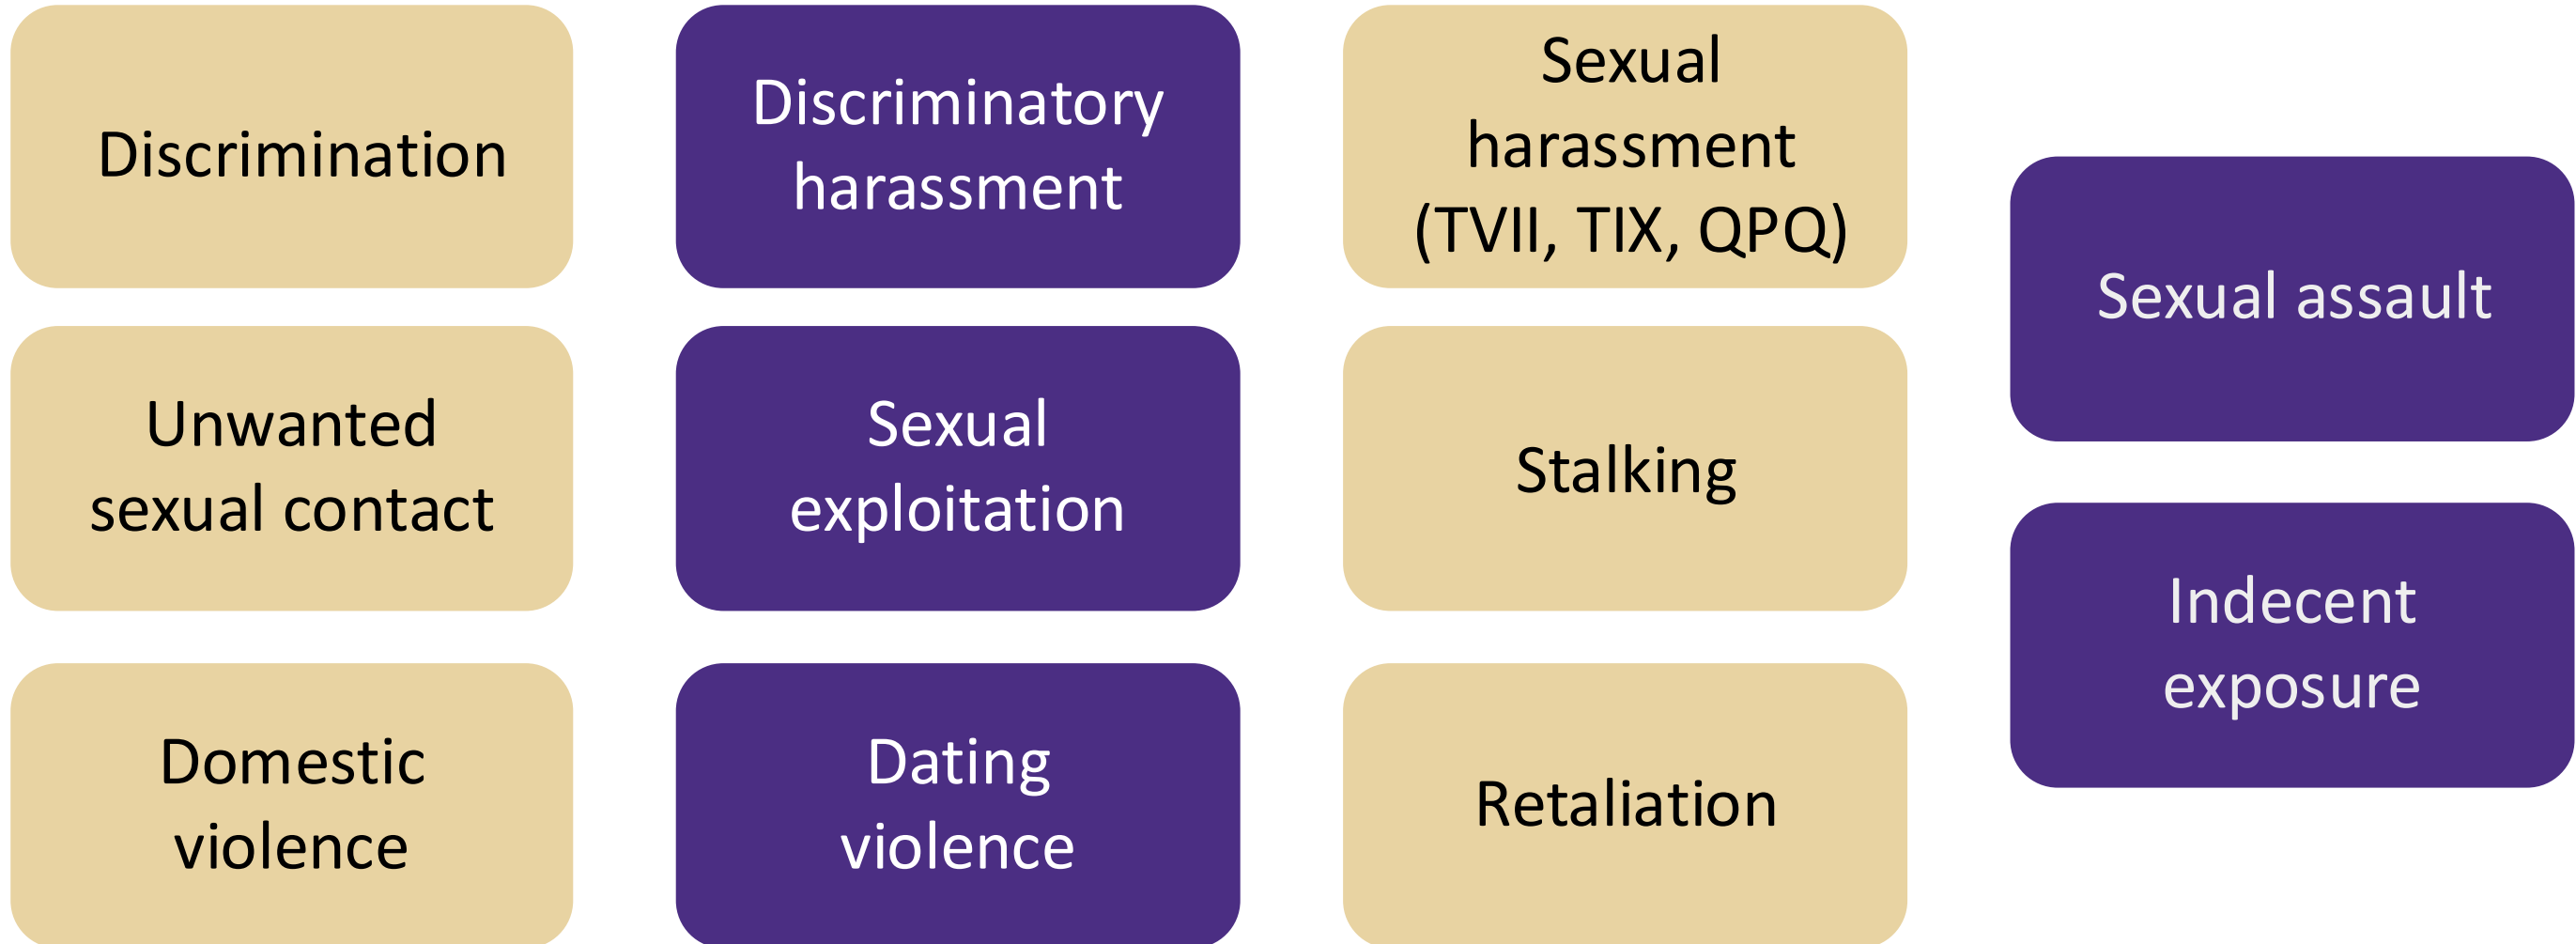 Discrimination
Discriminatory
harassment
Sexual
harassment
(TVII, TIX, QPQ)
Sexual assault
Unwanted
sexual contact
Sexual
exploitation
Stalking
Indecent
exposure
Domestic
violence
Dating
violence
Retaliation